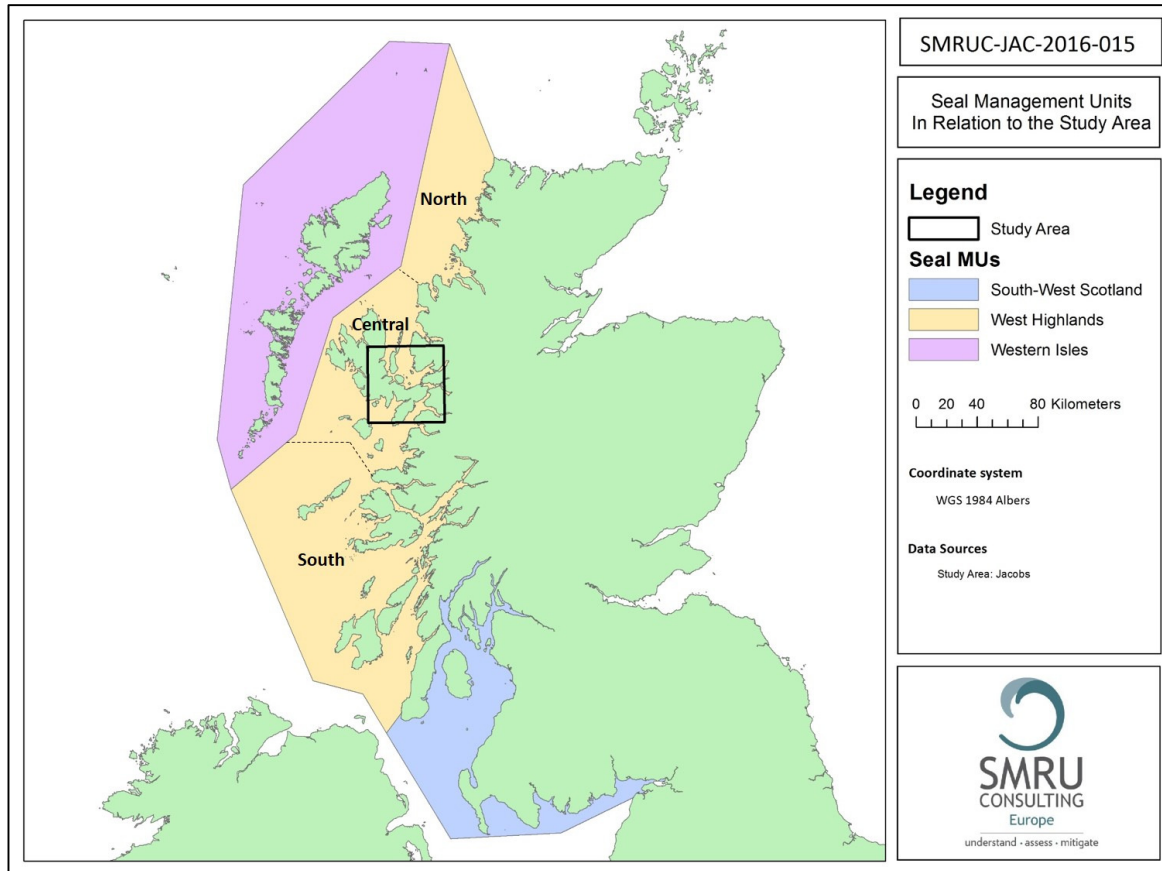 North
Central
South
SMRUC-JAC-2016-015
Seal Management Units
In Relation to the Study Area
Legend
Study Area
Seal MUs
South-West Scotland
West Highlands
Western Isles
0 20 40 80 Kilometers
Coordinate system
WGS 1984 Albers
Data Sources
Study Area: Jacobs
SMRU
CONSULTING
Europe
understand • assess • mitigate